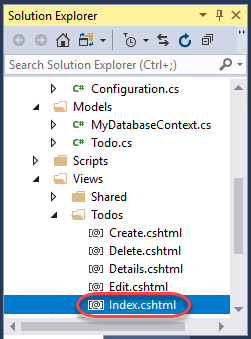 Solution Explorer
Search Solution Explorer (Ctrl+;)
C# Configuration.cs
Models
C# MyDatabaseContext.cs
C# Todo.cs
Scripts
Views
Shared
Todos
[@] Create.cshtml
[@] Delete.cshtml
[@] Details.cshtml
[@] Edit.cshtml
[@] Index.cshtml